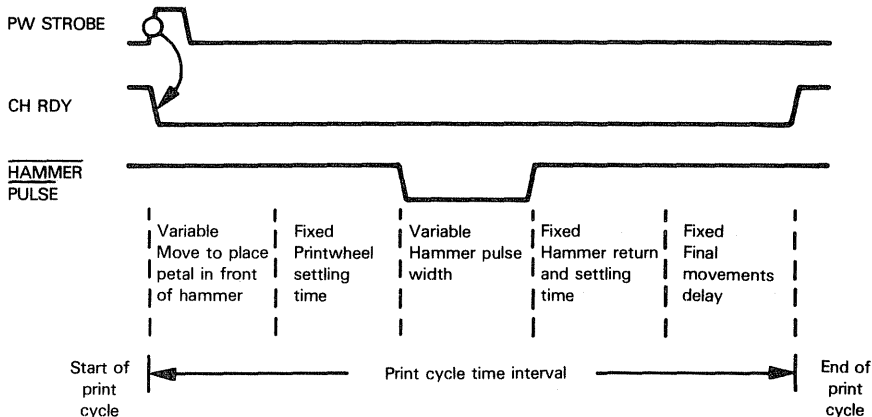 PW STROBE
CH RDY
HAMMER
PULSE
Variable
Move to place
petal in front
of hammer
Fixed
Printwheel
settling
time
Variable
Hammer pulse
width
Fixed
Hammer return
and settling
time
Fixed
Final
movements
delay
Start of
print
cycle
Print cycle time interval
End of
print
cycle